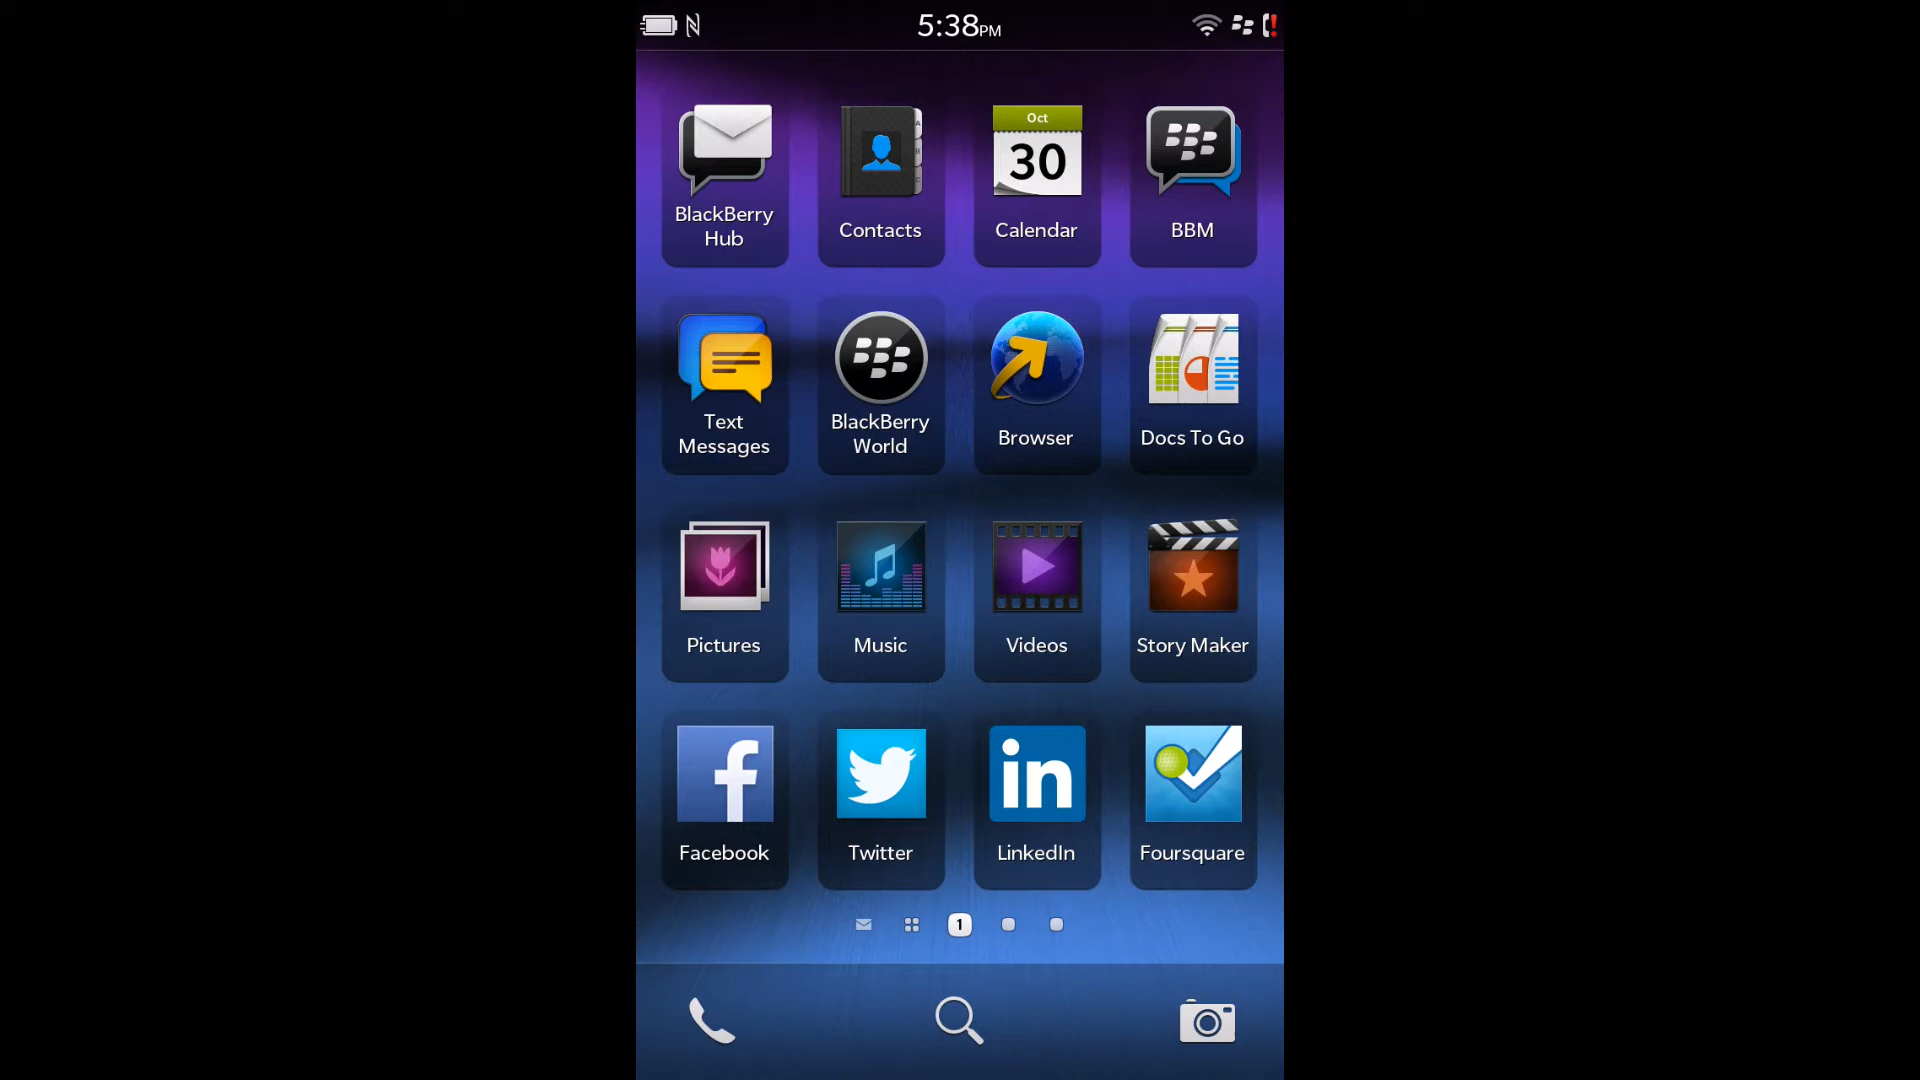 5:38PM
Oct
30
BlackBerry
Hub
Contacts
Calendar
BBM
Text
Messages
BlackBerry
World
Browser
Docs To Go
Pictures
Music
Videos
Story Maker
f
in
Facebook
Twitter
LinkedIn
Foursquare
1